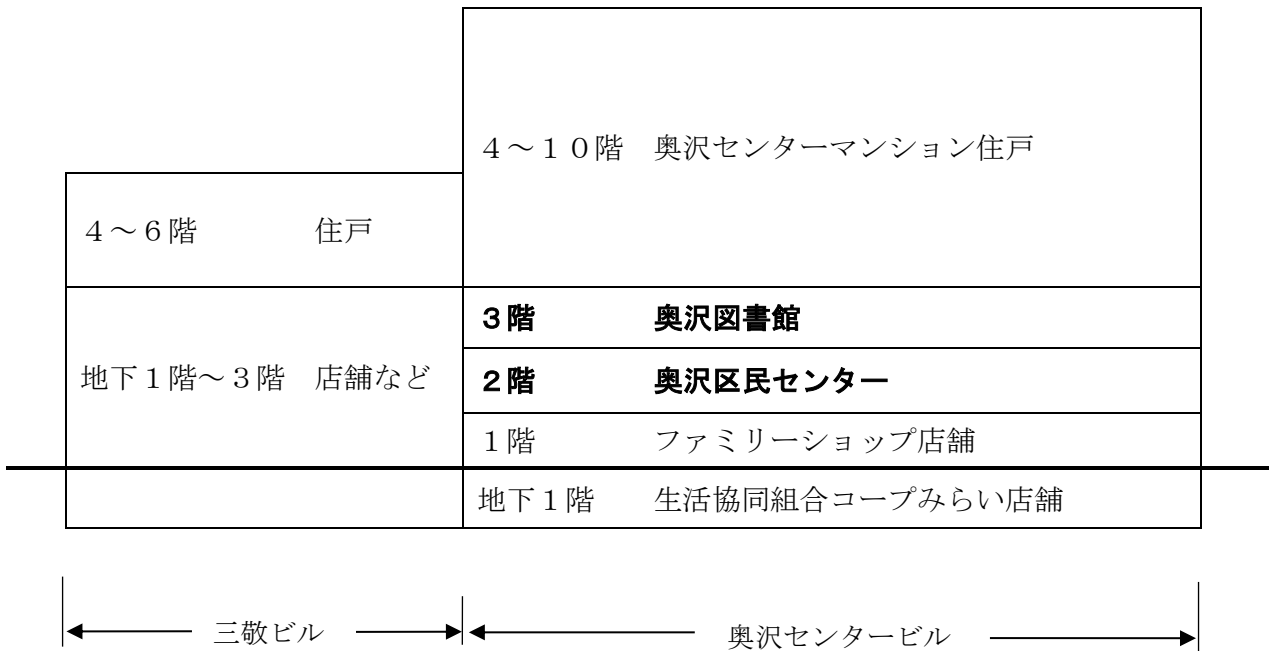 ４～１０階　奥沢センターマンション住戸
４～６階　住戸
３階　奥沢図書館
地下１階～３階　店舗など
２階　奥沢区民センター
１階　ファミリーショップ店舗
地下１階　生活協同組合コープみらい店舗
三敬ビル
奥沢センタービル